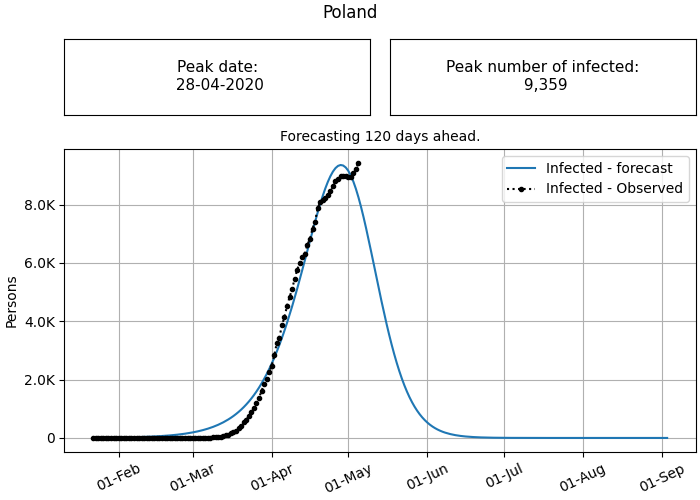 Poland
Peak date:
28-04-2020
Peak number of infected:
9,359
Forecasting 120 days ahead.
Infected - forecast
Infected - Observed
8.0K
6.0K
4.0K
2.0K
0
Persons
01-Feb
01-Mar
01-Apr
01-May
01-Jun
01-Jul
01-Aug
01-Sep